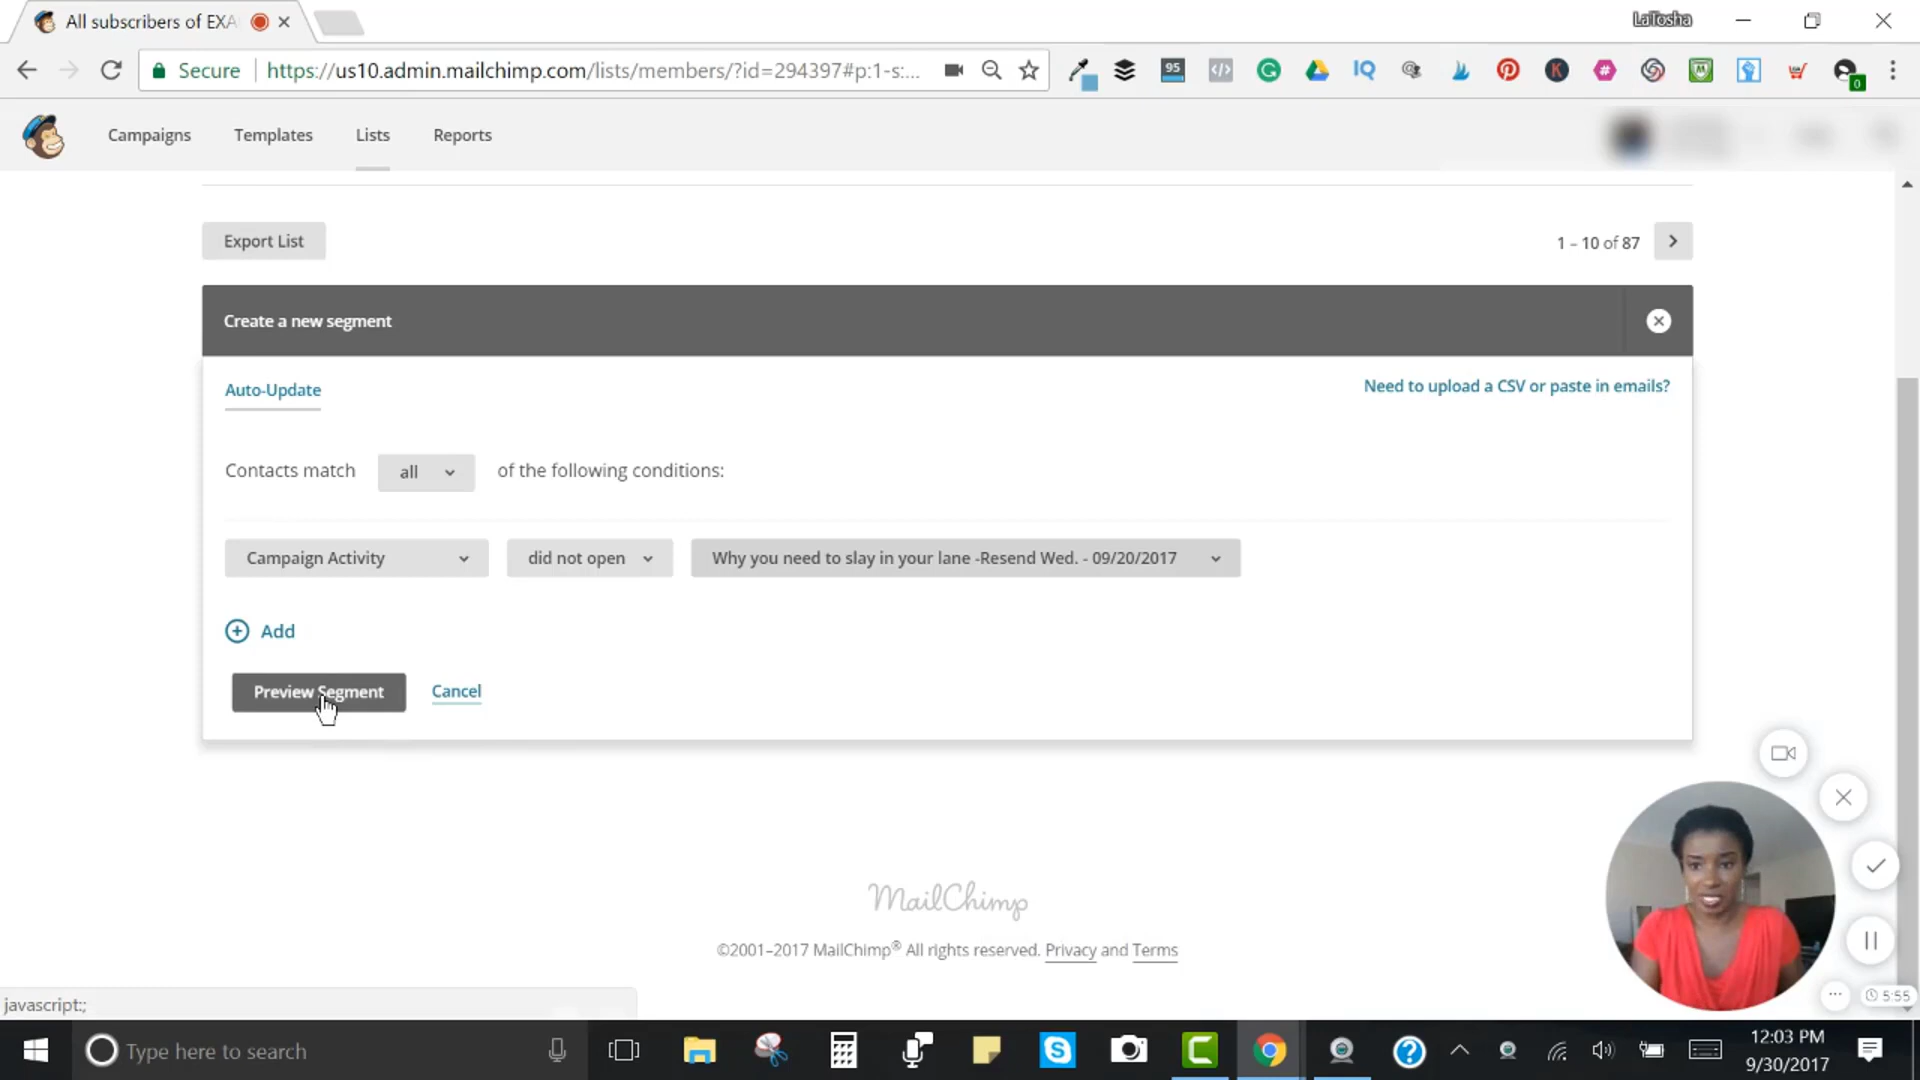 All subscribers of EXA
LaTosha
Secure
https://us10.admin.mailchimp.com/lists/members/?id=294397#p:1-s:...
95
IQ
0
Campaigns
Templates
Lists
Reports
Export List
1 – 10 of 87
Create a new segment
Auto-Update
Need to upload a CSV or paste in emails?
Contacts match
all
of the following conditions:
Campaign Activity
did not open
Why you need to slay in your lane -Resend Wed. - 09/20/2017
Add
Preview Segment
Cancel
MailChimp
©2001–2017 MailChimp® All rights reserved. Privacy and Terms
5:55
javascript:;
Type here to search
12:03 PM
9/30/2017